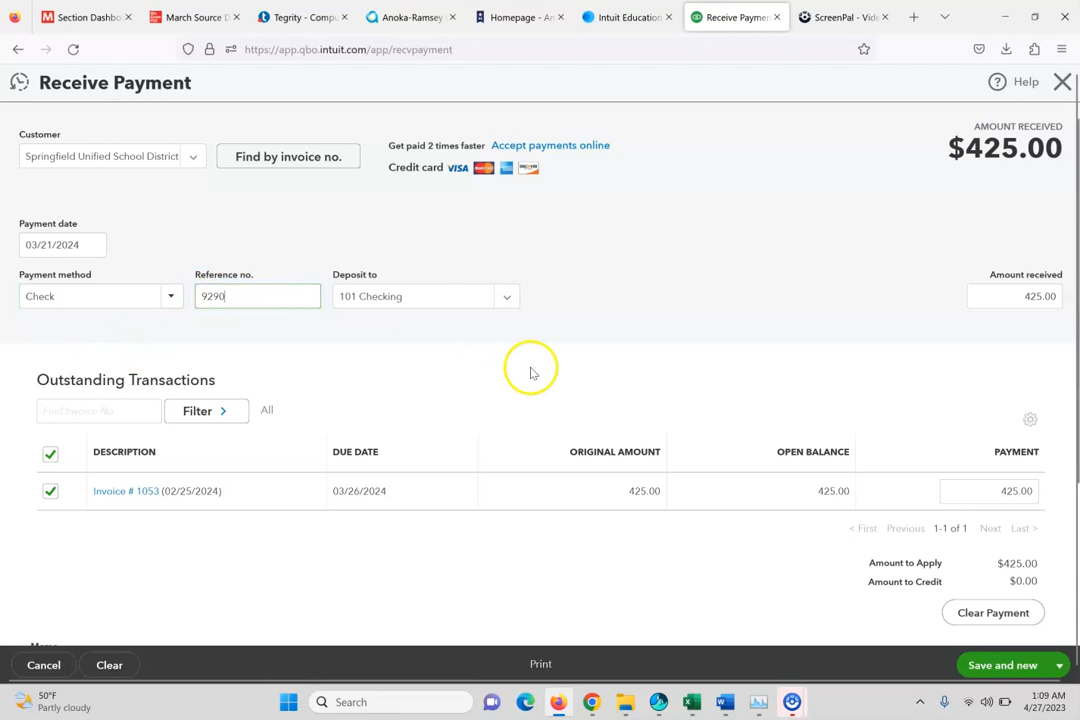 Section Dashbo
March Source D
Tegrity - Compu
Anoka-Ramsey
Homepage - An
Intuit Education
Receive Paymen
ScreenPal - Vide
https://app.qbo.intuit.com/app/recvpayment
Receive Payment
Help
Customer
Springfield Unified School District
Find by invoice no.
Get paid 2 times faster Accept payments online
Credit card VISA
AMOUNT RECEIVED
$425.00
Payment date
03/21/2024
Payment method
Reference no.
Deposit to
Amount received
Check
9290
101 Checking
425.00
Outstanding Transactions
Find Invoice No.
Filter >
All
DESCRIPTION
DUE DATE
ORIGINAL AMOUNT
OPEN BALANCE
PAYMENT
Invoice # 1053 (02/25/2024)
03/26/2024
425.00
425.00
425.00
< First Previous 1-1 of 1 Next Last >
Amount to Apply $425.00
Amount to Credit $0.00
Clear Payment
Cancel
Clear
Print
Save and new
50°F
Partly cloudy
Search
1:09 AM
4/27/2023